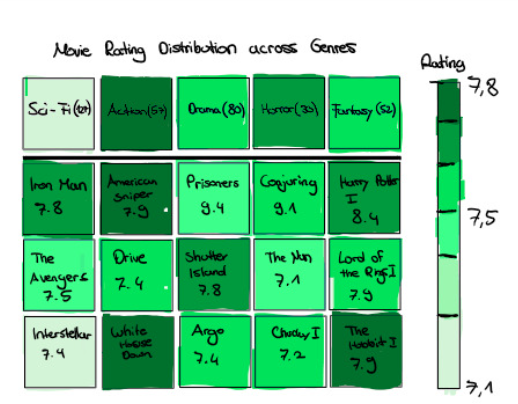 Movie Rating Distribution across Genres
Rating
7,8
7,5
7,1
Action(57)
Drama(80)
Horror(30)
Fantasy(52)
Sci-Fi
Iron Man
7.8
American
Sniper
7.9
Prisoners
9.4
Conjuring
9.1
Harry Potter
I
8.4
The
Avengers
7.5
Drive
7.4
Shutter
Island
7.8
The Nun
7.1
Lord of
the Rings I
7.9
Interstellar
7.4
White
House
Down
Argo
7.4
Chucky I
7.2
The
Hobbit I
7.9